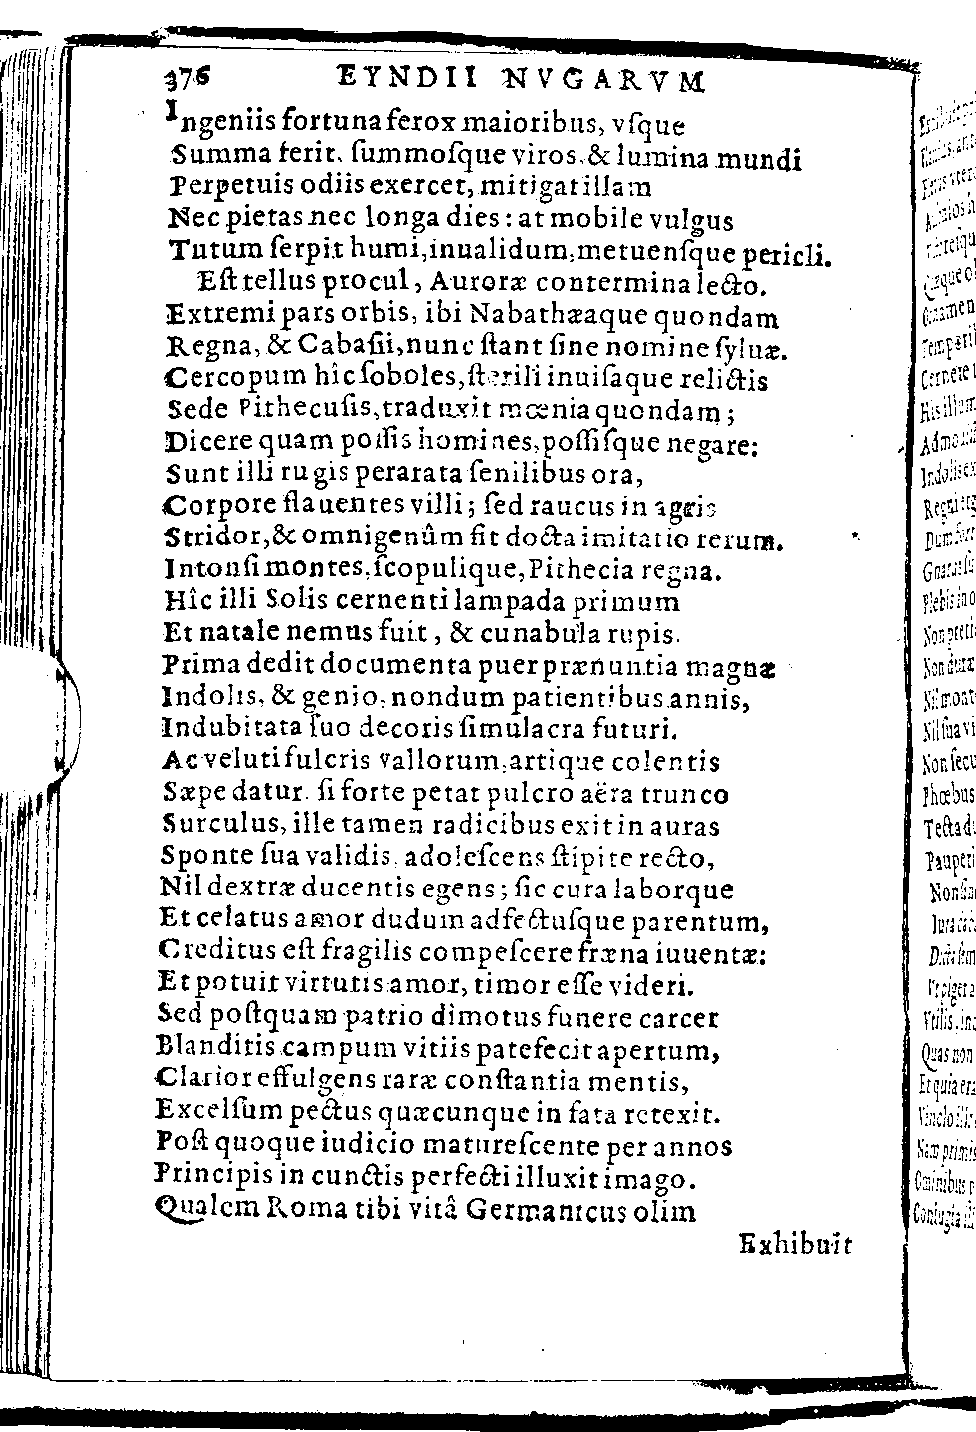 376 EYNDII NVGARVM
Ingeniis fortuna ferox maioribus, vſque
Summa ferit, ſummoſque viros, & lumina mundi
Perpetuis odiis exercet, mitigat illam
Nec pietas nec longa dies: at mobile vulgus
Tutum ſerpit humi, inualidum, metuenſque pericli.
Eſt tellus procul, Auroræ contermina lecto.
Extremi pars orbis, ibi Nabathæaque quondam
Regna, & Cabaſii, nunc ſtant ſine nomine ſyluæ.
Cercopum hîc ſoboles, ſterili inuiſaque relictis
Sede Pithecuſis, traduxit mœnia quondam;
Dicere quam poſſis homines, poſſiſque negare:
Sunt illi rugis perarata ſenilibus ora,
Corpore flauentes villi; ſed raucus in agris
Stridor, & omnigenûm ſit docta imitatio rerum.
Intonſi montes, ſcopulique, Pithecia regna.
Hîc illi Solis cernenti lampada primum
Et natale nemus fuit, & cunabula rupis.
Prima dedit documenta puer prænuntia magnæ
Indolis, & genio, nondum patientibus annis,
Indubitata ſuo decoris ſimulacra futuri.
Ac veluti fulcris vallorum, artique colentis
Sæpe datur, ſi forte petat pulcro aëra trunco
Surculus, ille tamen radicibus exit in auras
Sponte ſua validis, adoleſcens ſtipite recto,
Nil dextræ ducentis egens; ſic cura laborque
Et celatus amor dudum adfectuſque parentum,
Creditus eſt fragilis compeſcere fræna iuuentæ:
Et potuit virtutis amor, timor eſſe videri.
Sed poſtquam patrio dimotus funere carcer
Blanditis campum vitiis patefecit apertum,
Clarior effulgens raræ conſtantia mentis,
Excelſum pectus quæcunque in fata retexit.
Poſt quoque iudicio matureſcente per annos
Principis in cunctis perfecti illuxit imago.
Qualem Roma tibi vitâ Germanicus olim
Exhibuit